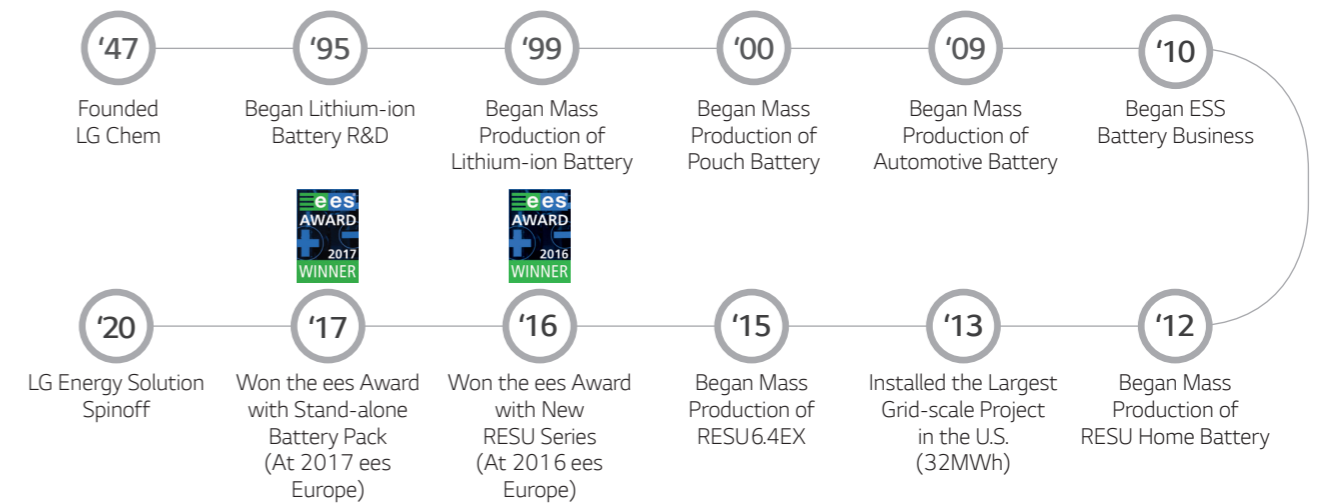 ‘47
Founded
LG Chem
‘95
Began Lithium-ion
Battery R&D
‘99
Began Mass
Production of
Lithium-ion Battery
‘00
Began Mass
Production of
Pouch Battery
‘09
Began Mass
Production of
Automotive Battery
‘10
Began ESS
Battery Business
‘12
Began Mass
Production of
RESU Home Battery
‘13
Installed the Largest
Grid-scale Project
in the U.S.
(32MWh)
‘15
Began Mass
Production of
RESU6.4EX
ees
AWARD
2016
WINNER
‘16
Won the ees Award
with New
RESU Series
(At 2016 ees
Europe)
ees
AWARD
2017
WINNER
‘17
Won the ees Award
with Stand-alone
Battery Pack
(At 2017 ees
Europe)
‘20
LG Energy Solution
Spinoff